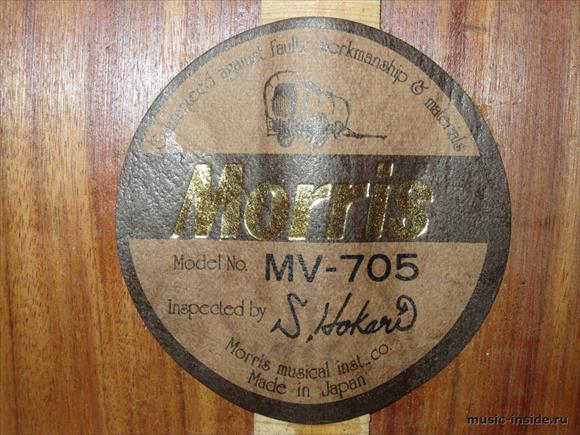 Guaranteed against faulty workmanship & materials
Morris
Model No. MV-705
Inspected by S. Hokari
Morris musical inst., co.
Made in Japan
music-inside.ru